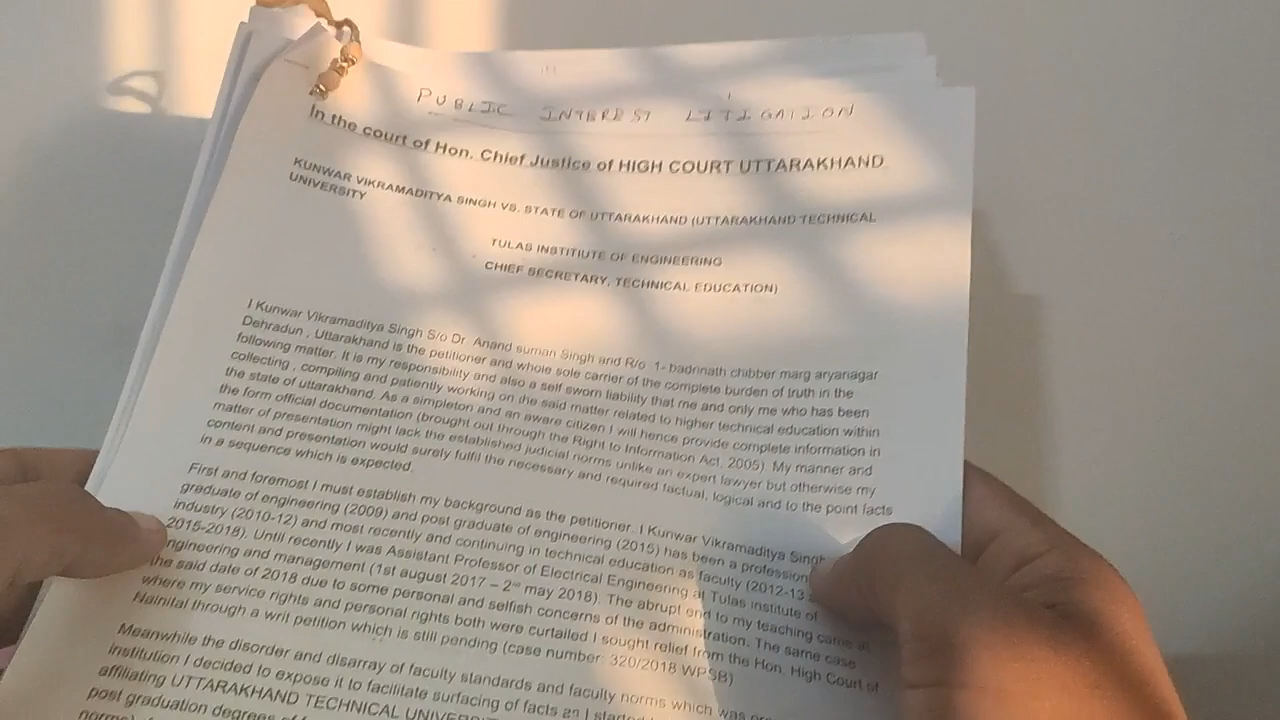 PUBLIC INTEREST LITIGATION
In the court of Hon. Chief Justice of HIGH COURT UTTARAKHAND
KUNWAR VIKRAMADITYA SINGH VS. STATE OF UTTARAKHAND (UTTARAKHAND TECHNICAL
UNIVERSITY
TULAS INSTITIUTE OF ENGINEERING
CHIEF SECRETARY, TECHNICAL EDUCATION)
I Kunwar Vikramaditya Singh S/o Dr. Anand suman Singh and R/o 1- badrinath chibber marg aryanagar
Dehradun , Uttarakhand is the petitioner and whole sole carrier of the complete burden of truth in the
following matter. It is my responsibility and also a self sworn liability that me and only me who has been
collecting , compiling and patiently working on the said matter related to higher technical education within
the state of uttarakhand. As a simpleton and an aware citizen I will hence provide complete information in
the form official documentation (brought out through the Right to Information Act, 2005). My manner and
matter of presentation might lack the established judicial norms unlike an expert lawyer but otherwise my
content and presentation would surely fulfil the necessary and required factual, logical and to the point facts
in a sequence which is expected.
First and foremost I must establish my background as the petitioner. I Kunwar Vikramaditya Singh
graduate of engineering (2009) and post graduate of engineering (2015) has been a profession
industry (2010-12) and most recently and continuing in technical education as faculty (2012-13
2015-2018). Until recently I was Assistant Professor of Electrical Engineering at Tulas institute of
ngineering and management (1st august 2017 – 2nd may 2018). The abrupt end to my teaching came at
the said date of 2018 due to some personal and selfish concerns of the administration. The same case
where my service rights and personal rights both were curtailed I sought relief from the Hon. High Court of
Nainital through a writ petition which is still pending (case number: 320/2018 WPSB)
Meanwhile the disorder and disarray of faculty standards and faculty norms which was
institution I decided to expose it to facilitate surfacing of facts as I started
affiliating UTTARAKHAND TECHNICAL
post graduation degrees of
norms)